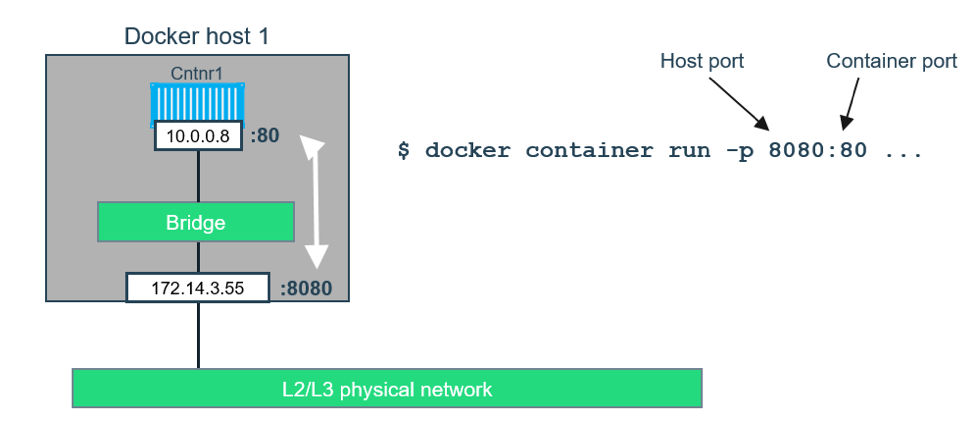 Docker host 1
Cntnr1
10.0.0.8 :80
Bridge
172.14.3.55 :8080
L2/L3 physical network
Host port
Container port
$ docker container run -p 8080:80 ...